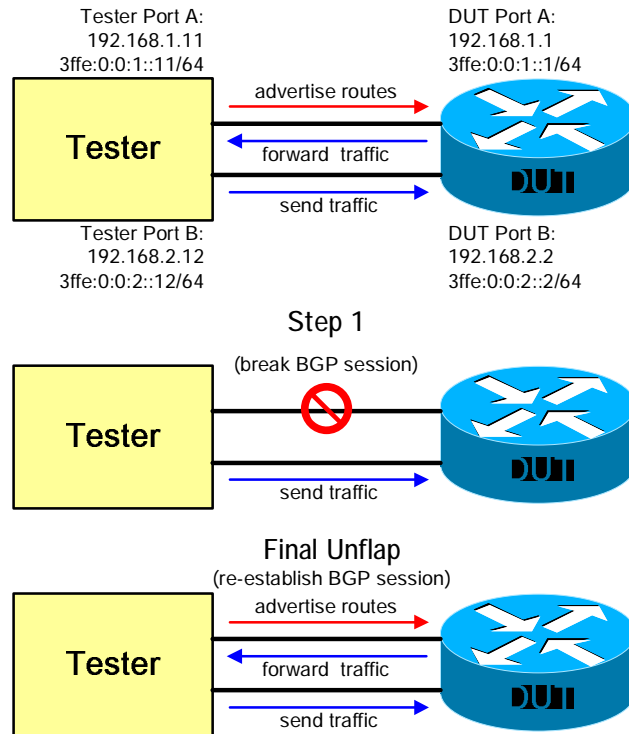 Tester Port A:
192.168.1.11
3ffe:0:0:1::11/64
DUT Port A:
192.168.1.1
3ffe:0:0:1::1/64
Tester
advertise routes
forward traffic
send traffic
DUT
Tester Port B:
192.168.2.12
3ffe:0:0:2::12/64
DUT Port B:
192.168.2.2
3ffe:0:0:2::2/64
Step 1
(break BGP session)
Tester
send traffic
DUT
Final Unflap
(re-establish BGP session)
Tester
advertise routes
forward traffic
send traffic
DUT